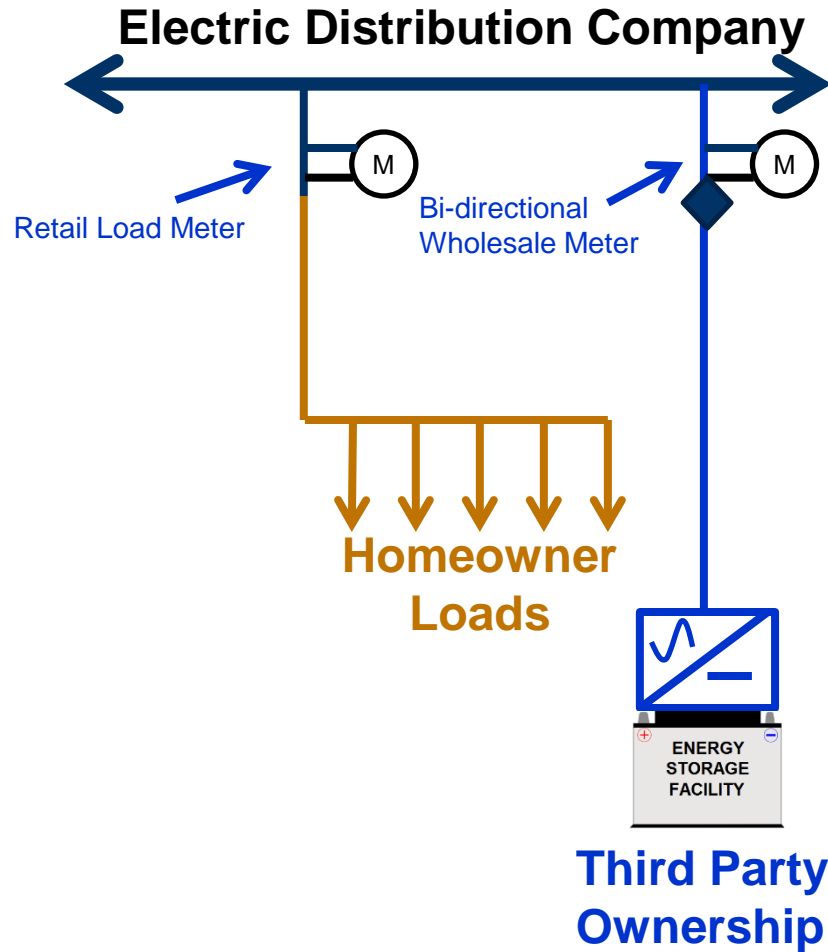 Electric Distribution Company
M
M
Retail Load Meter
Bi-directional
Wholesale Meter
Homeowner
Loads
+
−
ENERGY
STORAGE
FACILITY
Third Party
Ownership